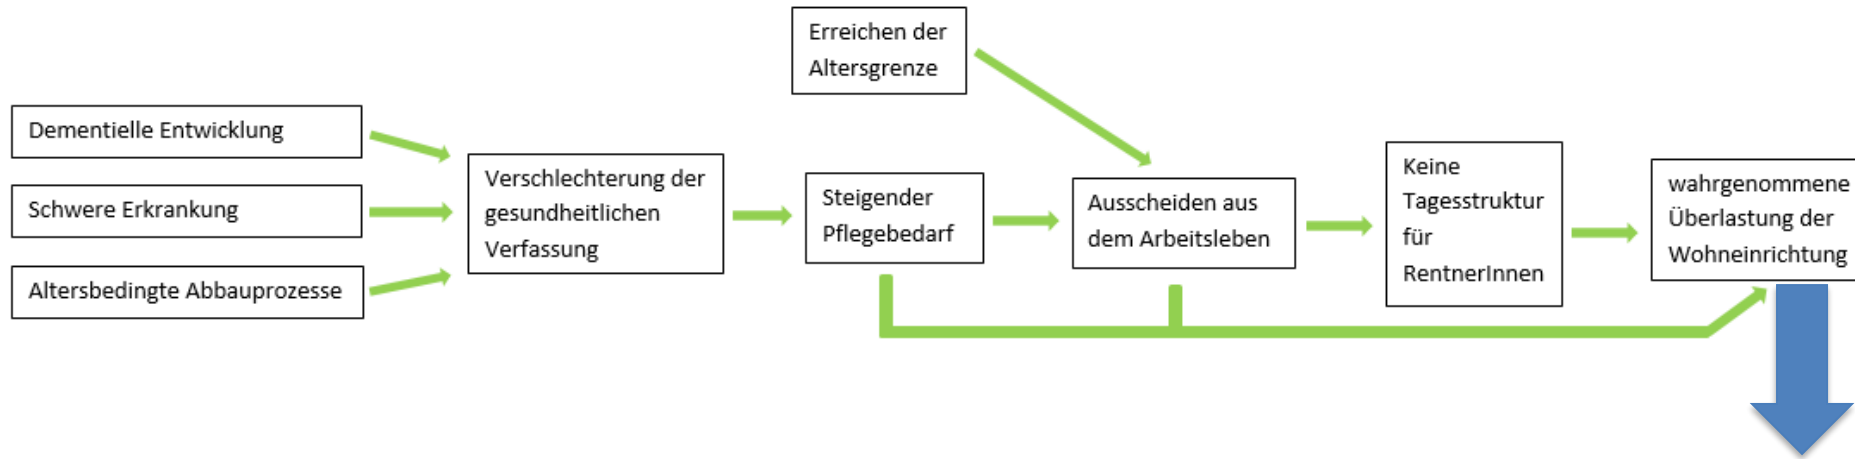 Erreichen der
Altersgrenze
Dementielle Entwicklung
Schwere Erkrankung
Altersbedingte Abbauprozesse
Verschlechterung der
gesundheitlichen
Verfassung
Steigender
Pflegebedarf
Ausscheiden aus
dem Arbeitsleben
Keine
Tagesstruktur
für
RentnerInnen
wahrgenommene
Überlastung der
Wohneinrichtung